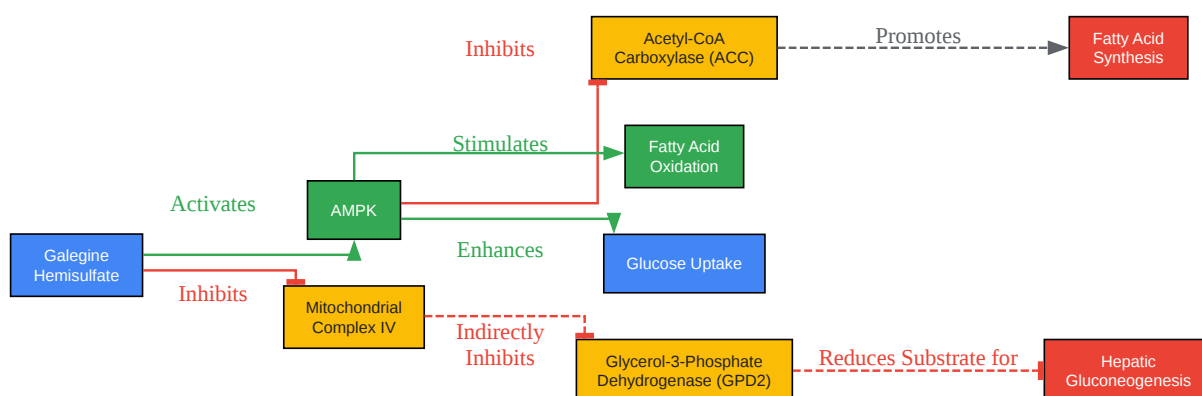 Inhibits
Acetyl-CoA
Carboxylase (ACC)
Promotes
Fatty Acid
Synthesis
Stimulates
Fatty Acid
Oxidation
Activates
AMPK
Enhances
Glucose Uptake
Galegine
Hemisulfate
Inhibits
Mitochondrial
Complex IV
Indirectly
Inhibits
Glycerol-3-Phosphate
Dehydrogenase (GPD2)
Reduces Substrate for
Hepatic
Gluconeogenesis